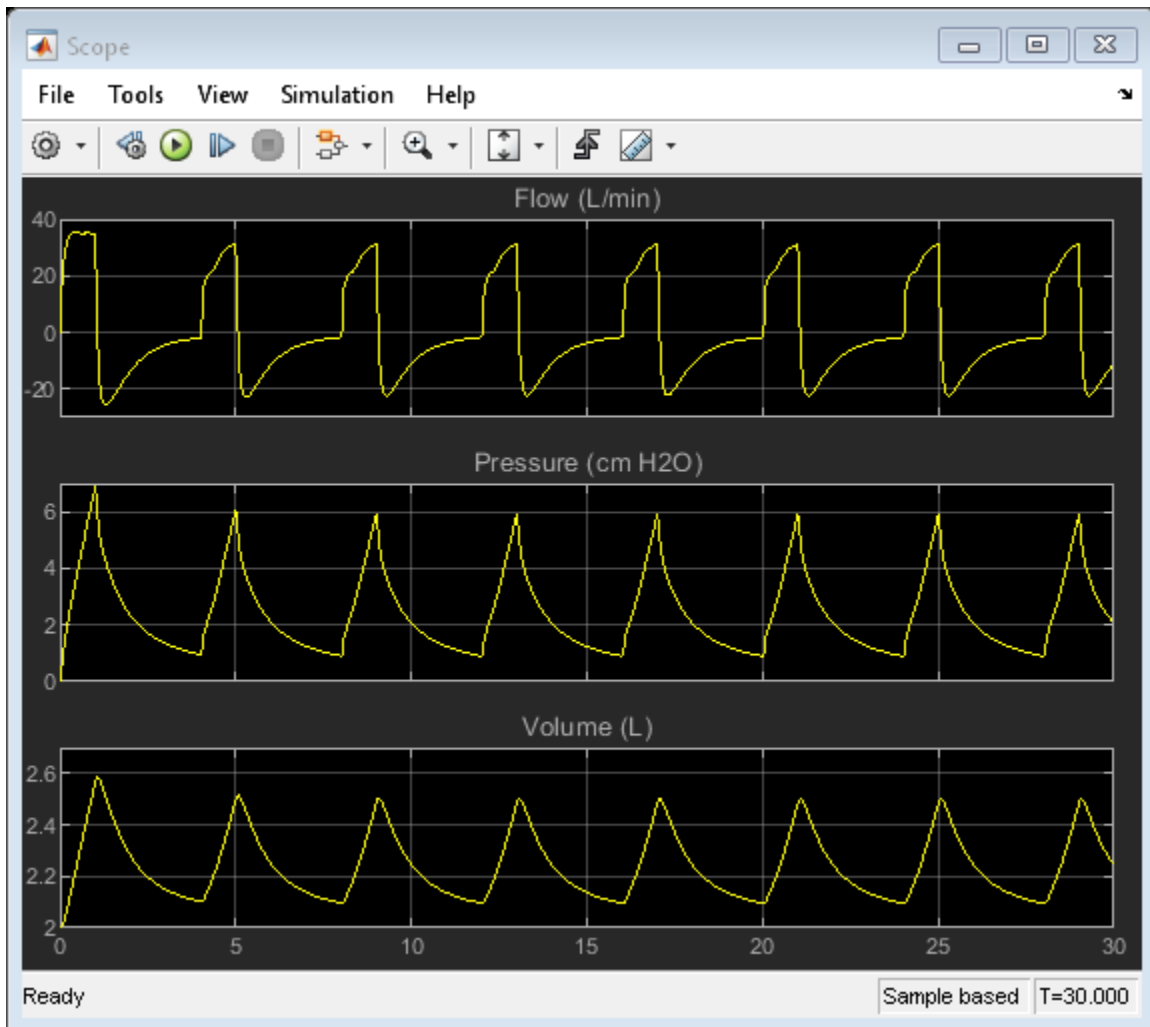 Scope
File Tools View Simulation Help
Flow (L/min)
40
20
0
-20
Pressure (cm H2O)
6
4
2
0
Volume (L)
2.6
2.4
2.2
2
0 5 10 15 20 25 30
Ready Sample based T=30.000